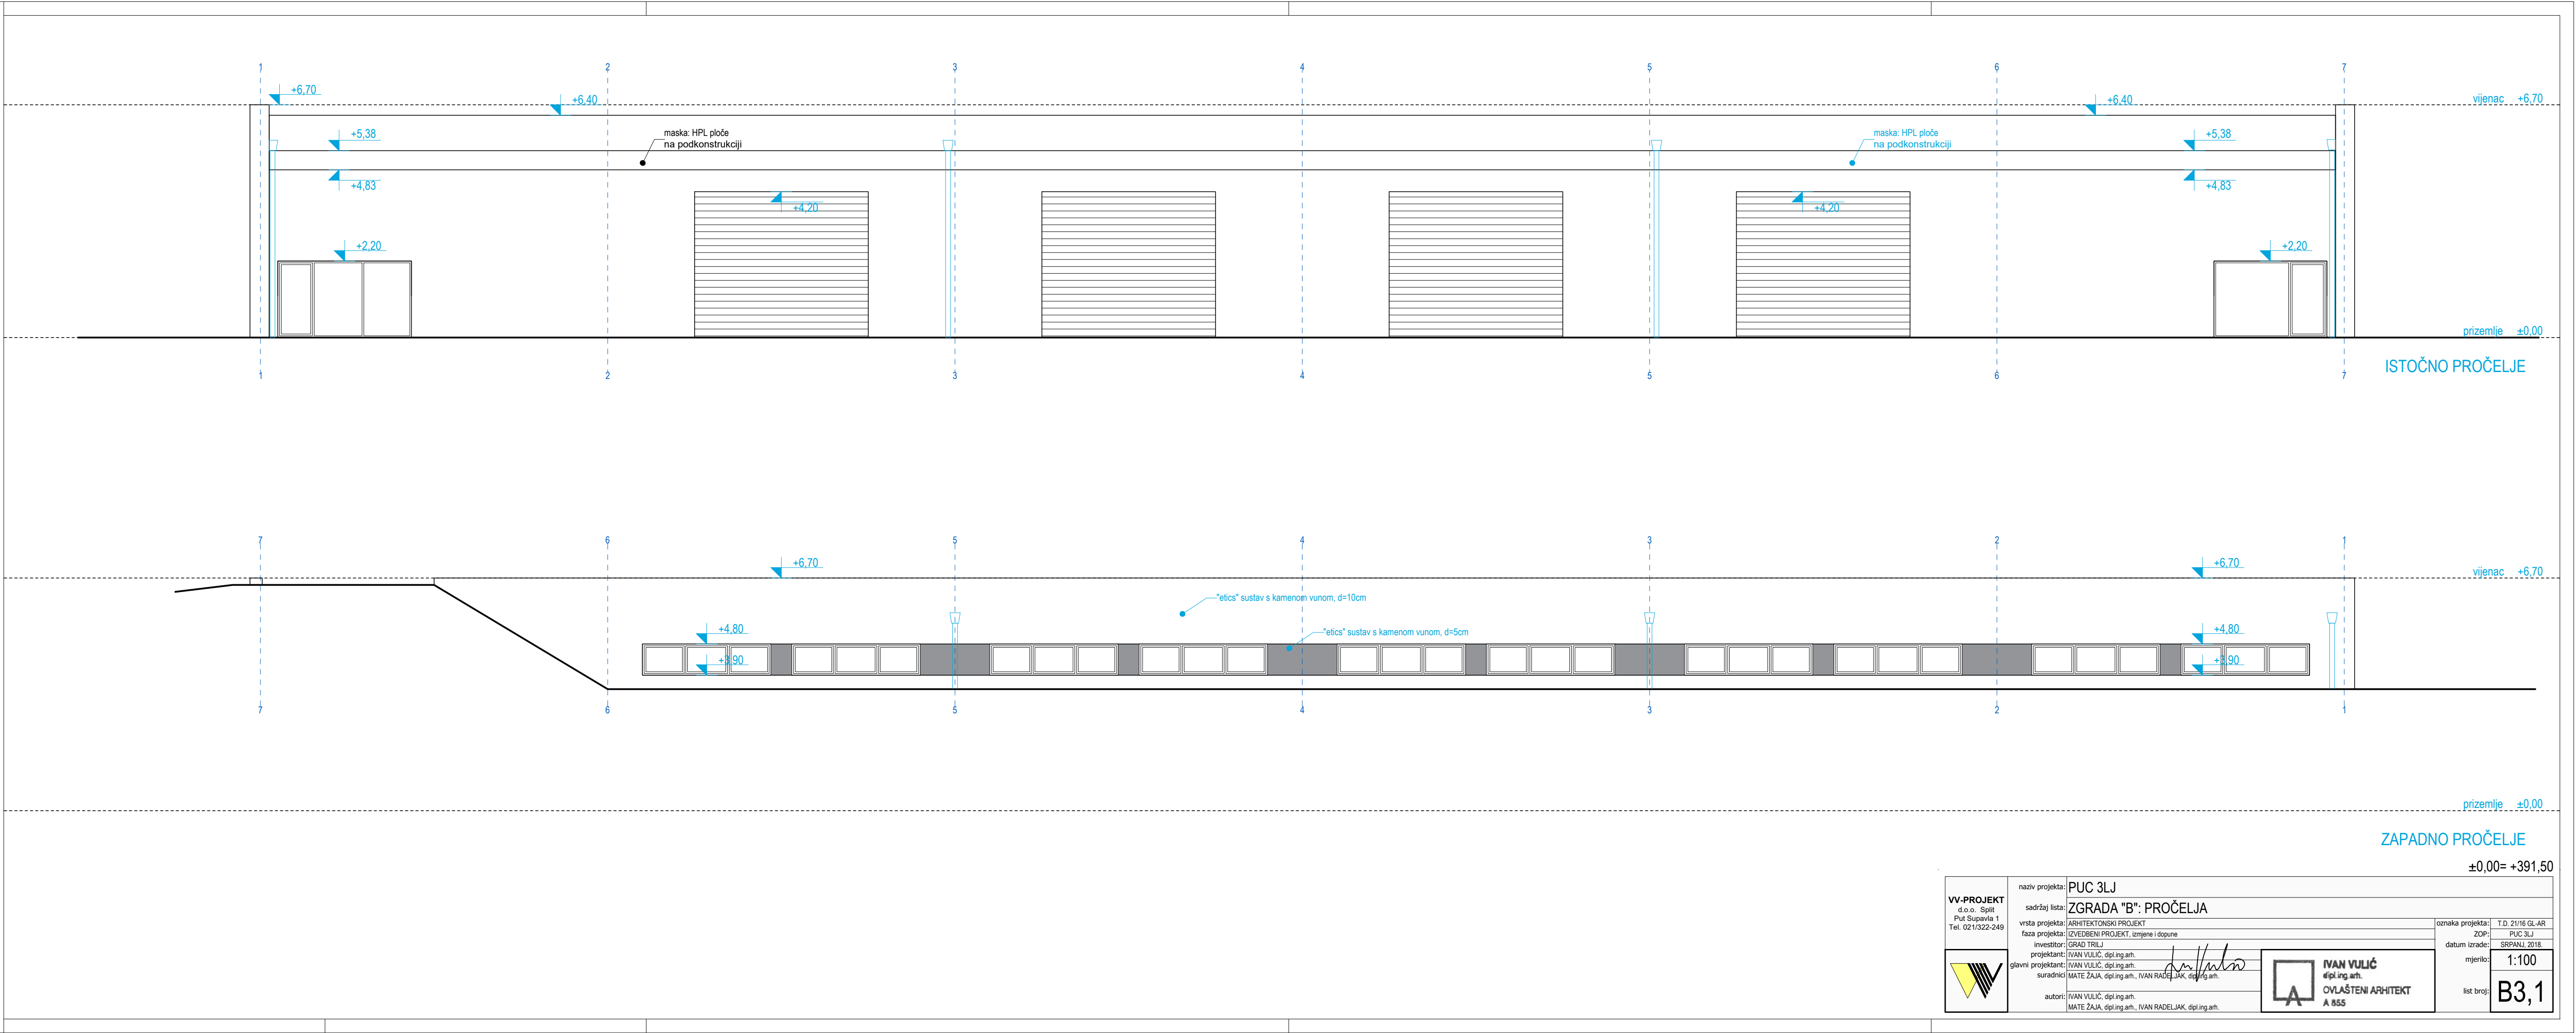 1 2 3 4 5 6 7
+6,70
+6,40
+6,40
vijenac +6,70
+5,38
maska: HPL ploče
na podkonstrukciji
maska: HPL ploče
na podkonstrukciji
+5,38
+4,83
+4,83
+4,20
+4,20
+2,20
+2,20
prizemlje ±0,00
ISTOČNO PROČELJE
1 2 3 4 5 6 7
7 6 5 4 3 2 1
+6,70
+6,70
vijenac +6,70
"etics" sustav s kamenom vunom, d=10cm
+4,80
"etics" sustav s kamenom vunom, d=5cm
+4,80
+3,90
+3,90
7 6 5 4 3 2 1
prizemlje ±0,00
ZAPADNO PROČELJE
±0,00= +391,50
VV-PROJEKT
d.o.o. Split
Put Supavla 1
Tel. 021/322-249
naziv projekta: PUC 3LJ
sadržaj lista: ZGRADA "B": PROČELJA
vrsta projekta: ARHITEKTONSKI PROJEKT
oznaka projekta: T.D. 21/16 GL-AR
faza projekta: IZVEDBENI PROJEKT, izmjene i dopune
ZOP: PUC 3LJ
investitor: GRAD TRILJ
datum izrade: SRPANJ, 2018.
projektant: IVAN VULIĆ, dipl.ing.arh.
glavni projektant: IVAN VULIĆ, dipl.ing.arh.
suradnici MATE ŽAJA, dipl.ing.arh., IVAN RADELJAK, dipl.ing.arh.
mjerilo: 1:100
autori: IVAN VULIĆ, dipl.ing.arh.
MATE ŽAJA, dipl.ing.arh., IVAN RADELJAK, dipl.ing.arh.
IVAN VULIĆ
dipl.ing.arh.
OVLAŠTENI ARHITEKT
A 855
list broj: B3,1